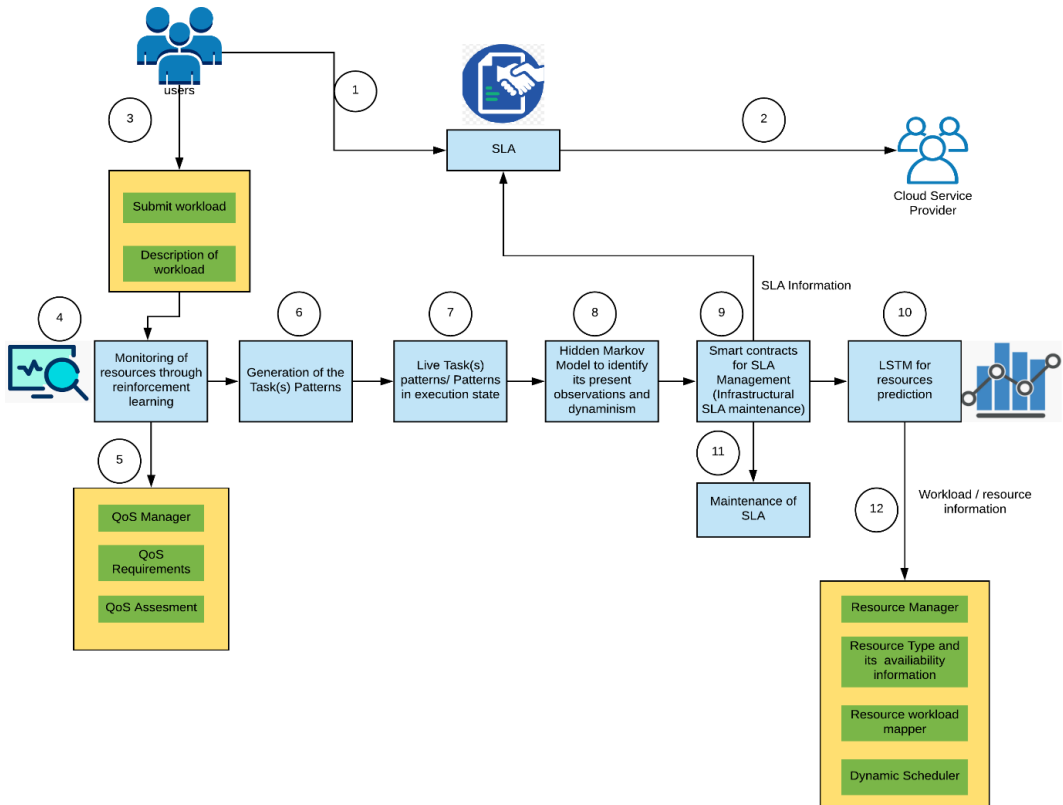 users
1
2
3
SLA
Cloud Service
Provider
Submit workload
Description of
workload
SLA Information
4
6
7
8
9
10
Monitoring of
resources through
reinforcement
learning
Generation of the
Task(s) Patterns
Live Task(s)
patterns/ Patterns
in execution state
Hidden Markov
Model to identify
its present
observations and
dynaminism
Smart contracts
for SLA
Management
(Infrastructural
SLA maintenance)
LSTM for
resources
prediction
5
11
12
QoS Manager
QoS
Requirements
QoS Assesment
Maintenance of
SLA
Workload / resource
information
Resource Manager
Resource Type and
its availiability
information
Resource workload
mapper
Dynamic Scheduler